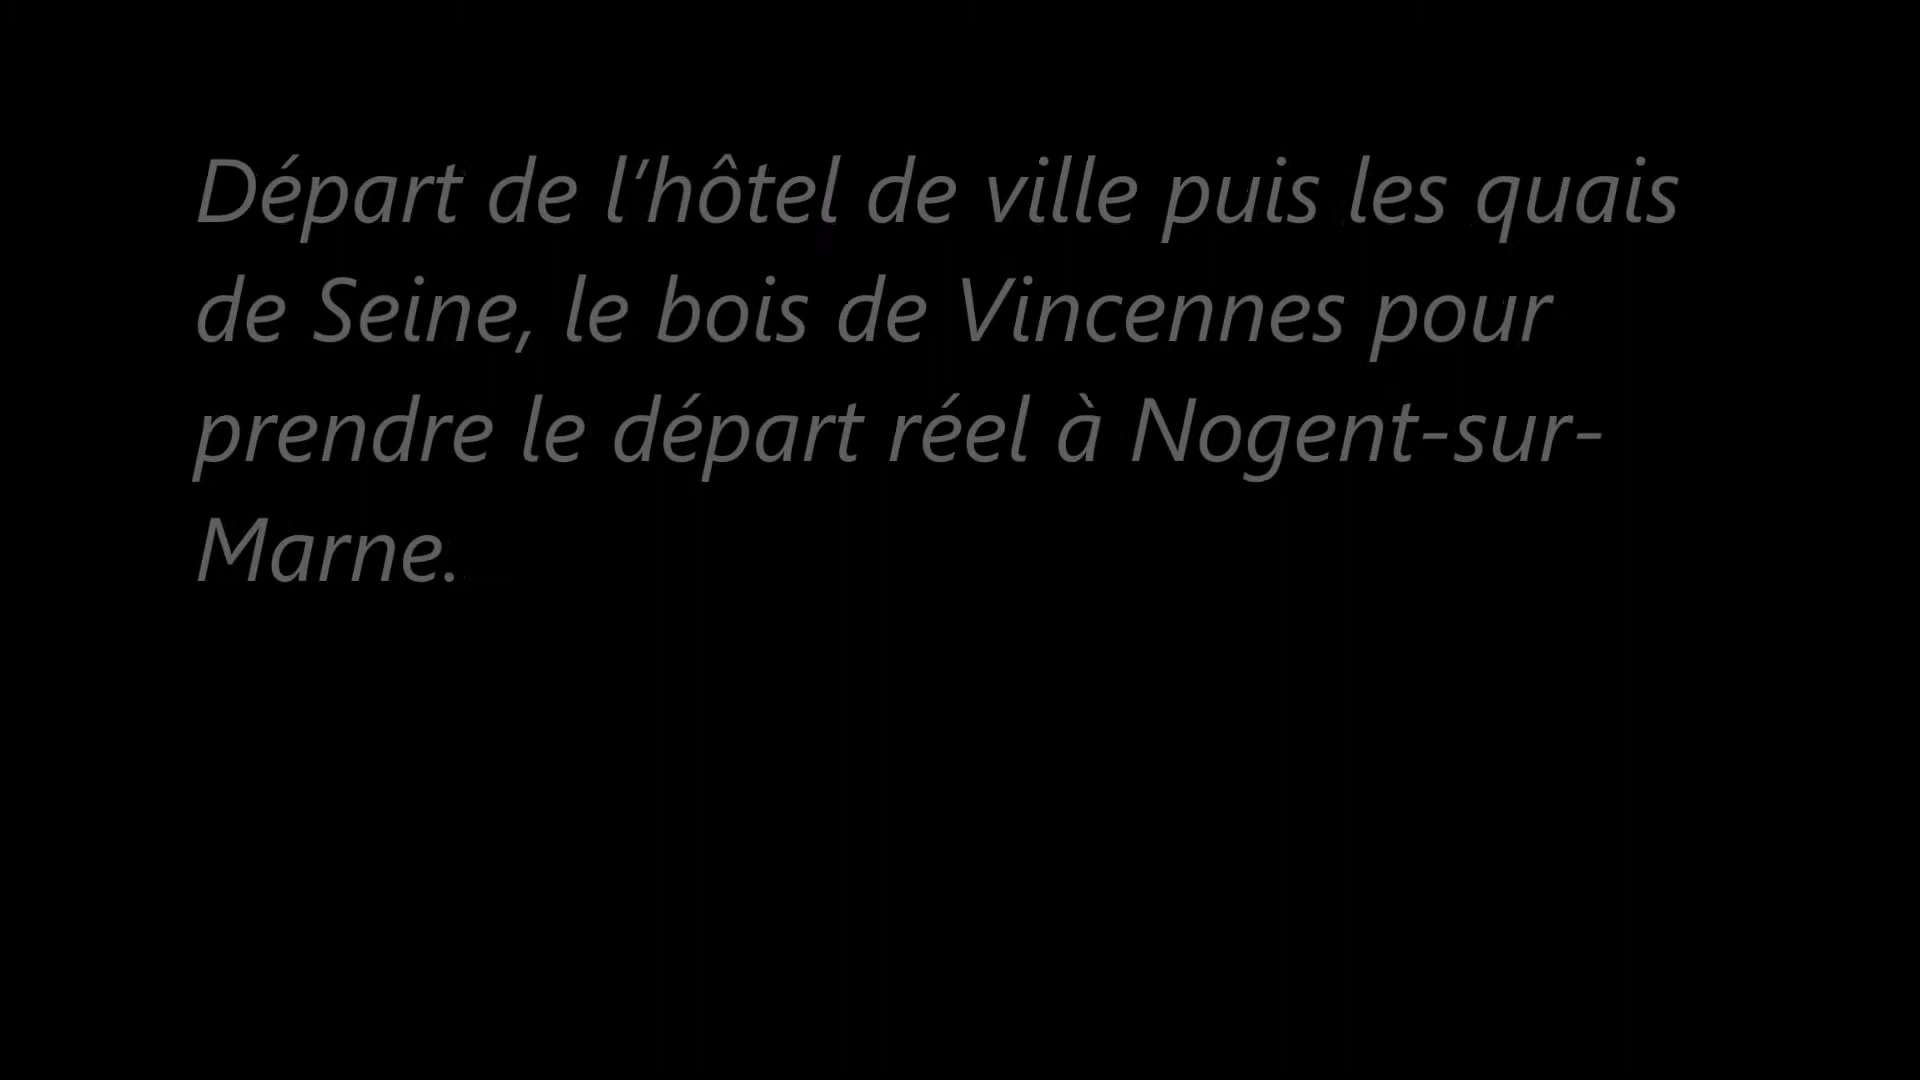 Départ de l’hôtel de ville puis les quais
de Seine, le bois de Vincennes pour
prendre le départ réel à Nogent-sur-
Marne.